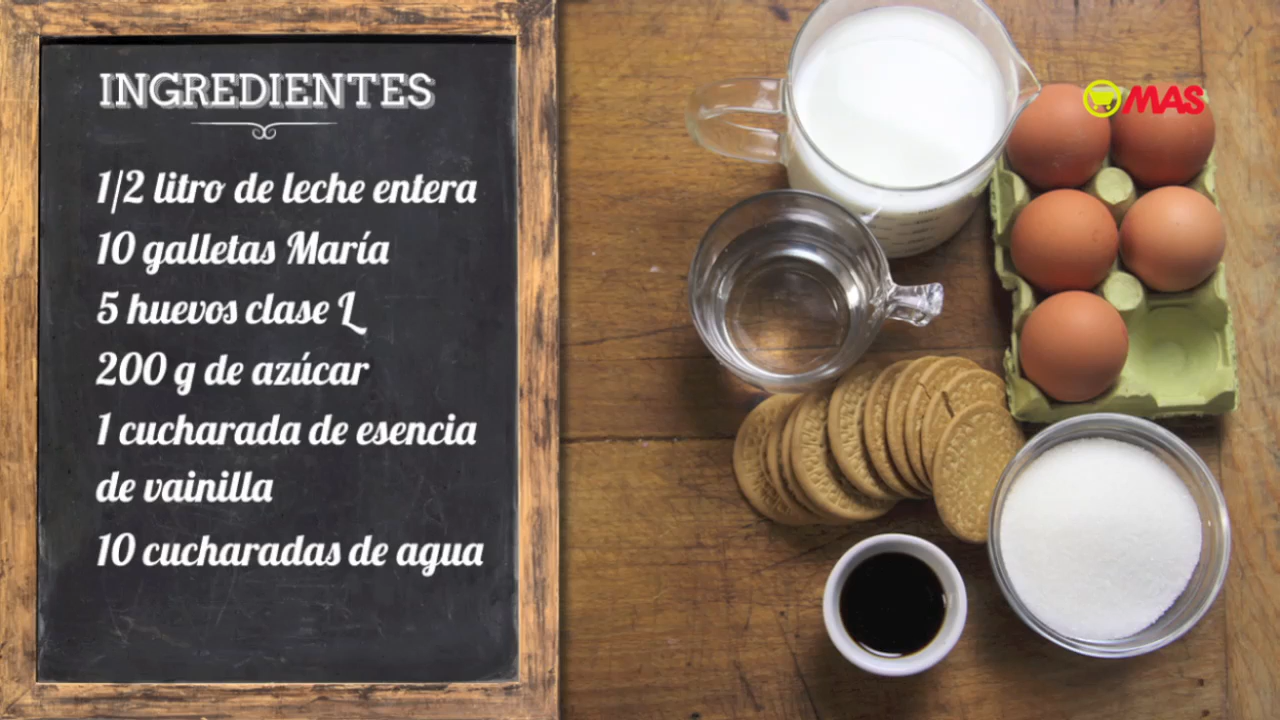 INGREDIENTES
1/2 litro de leche entera
10 galletas María
5 huevos clase L
200 g de azúcar
1 cucharada de esencia
de vainilla
10 cucharadas de agua
MAS